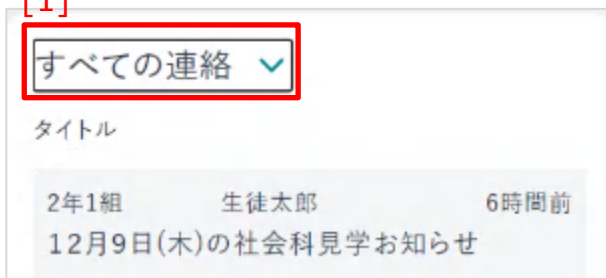 [1]
すべての連絡
タイトル
2年1組 生徒太郎 6時間前
12月9日(木)の社会科見学お知らせ